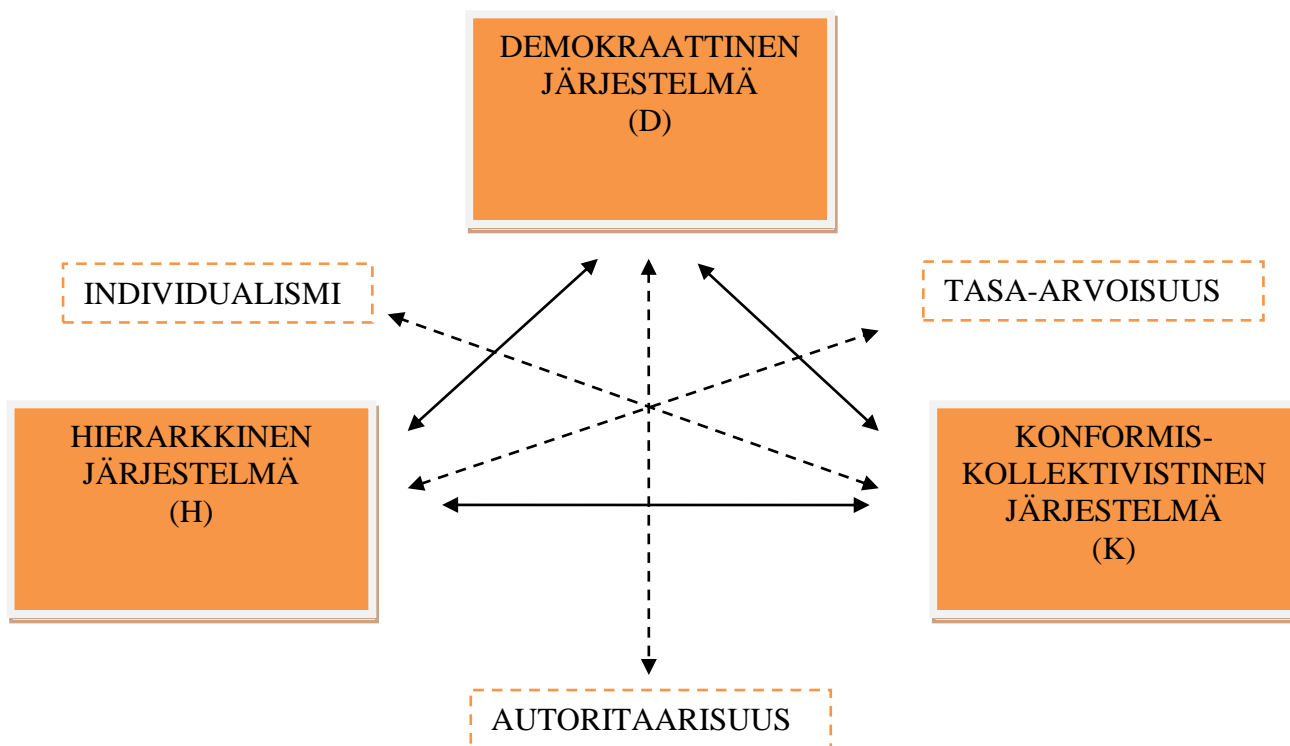 DEMOKRAATTINEN
JÄRJESTELMÄ
(D)
INDIVIDUALISMI
TASA-ARVOISUUS
HIERARKKINEN
JÄRJESTELMÄ
(H)
KONFORMIS-
KOLLEKTIVISTINEN
JÄRJESTELMÄ
(K)
AUTORITAARISUUS